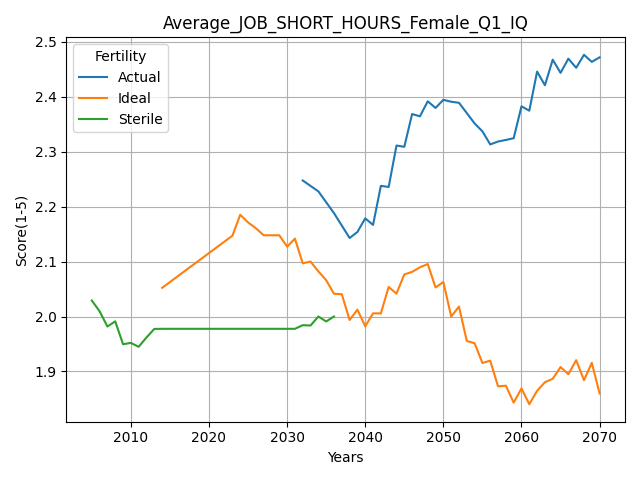 Average_JOB_SHORT_HOURS_Female_Q1_IQ
Fertility
Actual
Ideal
Sterile
Score(1-5)
2.5
2.4
2.3
2.2
2.1
2.0
1.9
2010 2020 2030 2040 2050 2060 2070
Years